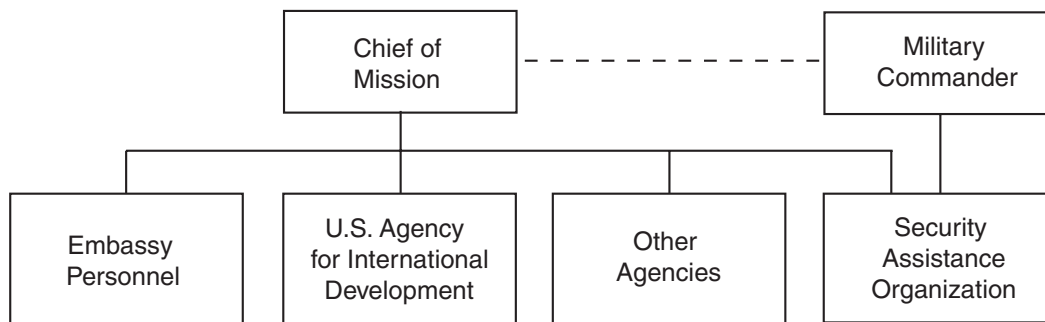 Chief of
Mission
Military
Commander
Embassy
Personnel
U.S. Agency
for International
Development
Other
Agencies
Security
Assistance
Organization